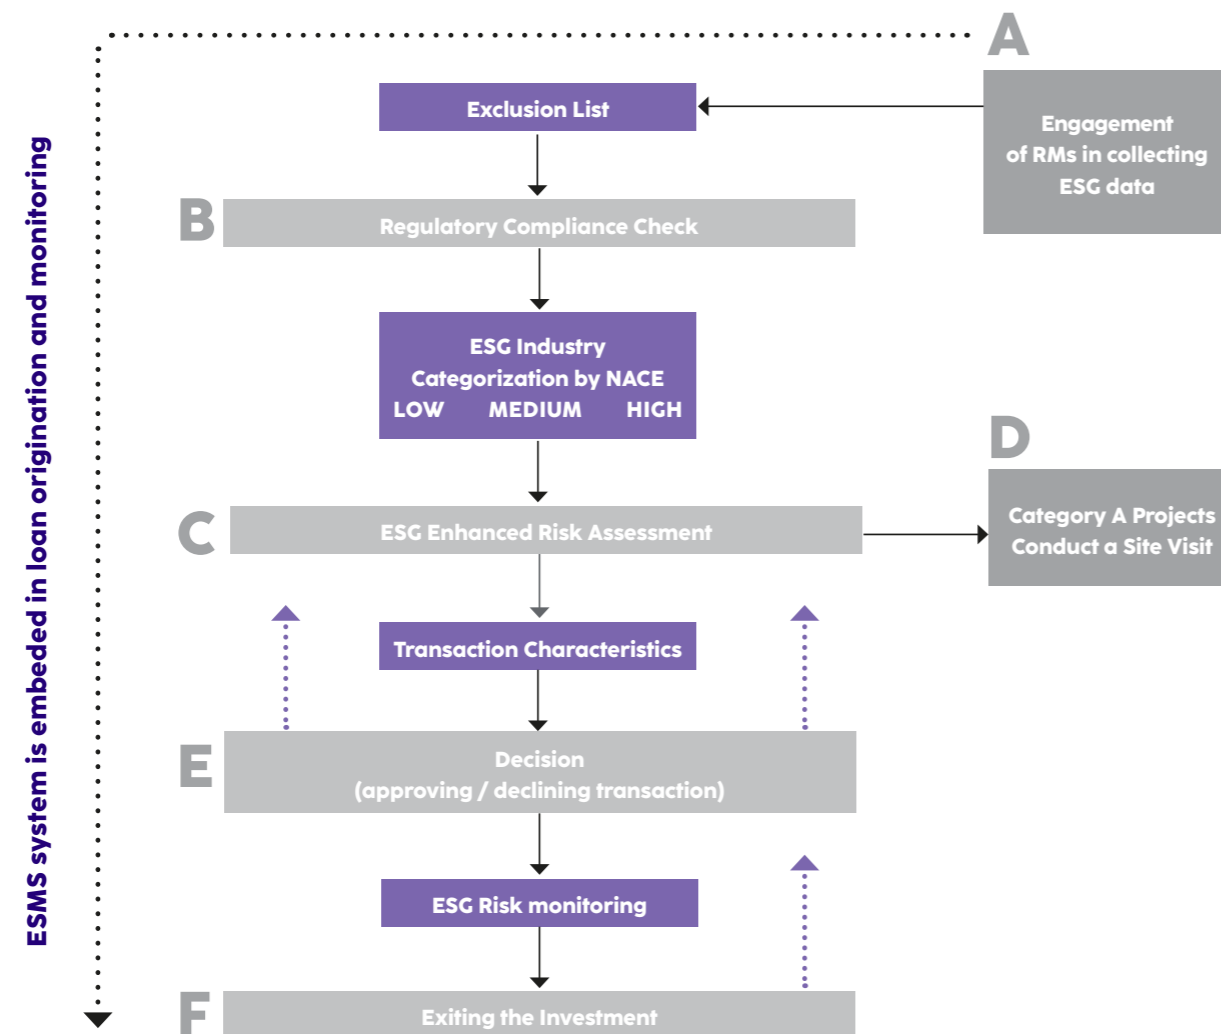 ESMS system is embeded in loan origination and monitoring
A
Engagement
of RMs in collecting
ESG data
Exclusion List
B
Regulatory Compliance Check
ESG Industry
Categorization by NACE
LOW MEDIUM HIGH
C
ESG Enhanced Risk Assessment
D
Category A Projects
Conduct a Site Visit
Transaction Characteristics
E
Decision
(approving / declining transaction)
ESG Risk monitoring
F
Exiting the Investment